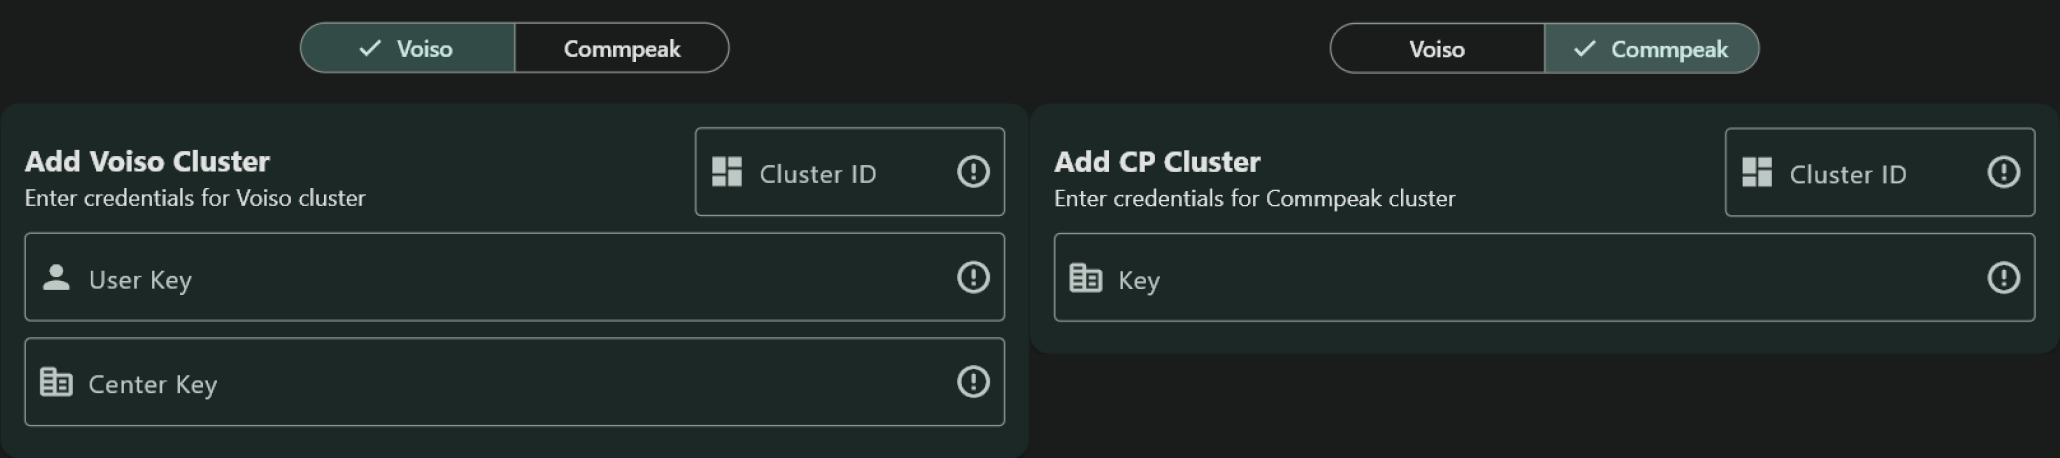 Voiso
Commpeak
Add Voiso Cluster
Enter credentials for Voiso cluster
Cluster ID
User Key
Center Key
Voiso
Commpeak
Add CP Cluster
Enter credentials for Commpeak cluster
Cluster ID
Key